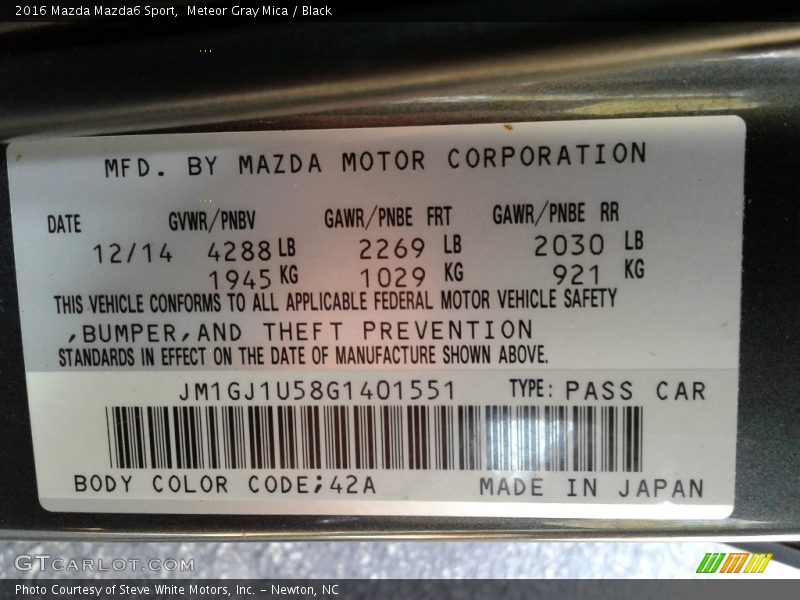 2016 Mazda Mazda6 Sport,  Meteor Gray Mica / Black
MFD. BY MAZDA MOTOR CORPORATION
DATE GVWR/PNBV GAWR/PNBE FRT GAWR/PNBE RR
12/14 4288 LB 2269 LB 2030 LB
1945 KG 1029 KG 921 KG
THIS VEHICLE CONFORMS TO ALL APPLICABLE FEDERAL MOTOR VEHICLE SAFETY
,BUMPER,AND THEFT PREVENTION
STANDARDS IN EFFECT ON THE DATE OF MANUFACTURE SHOWN ABOVE.
JM1GJ1U58G1401551 TYPE: PASS CAR
BODY COLOR CODE;42A MADE IN JAPAN
GTCARLOT.COM
Photo Courtesy of Steve White Motors, Inc. – Newton, NC